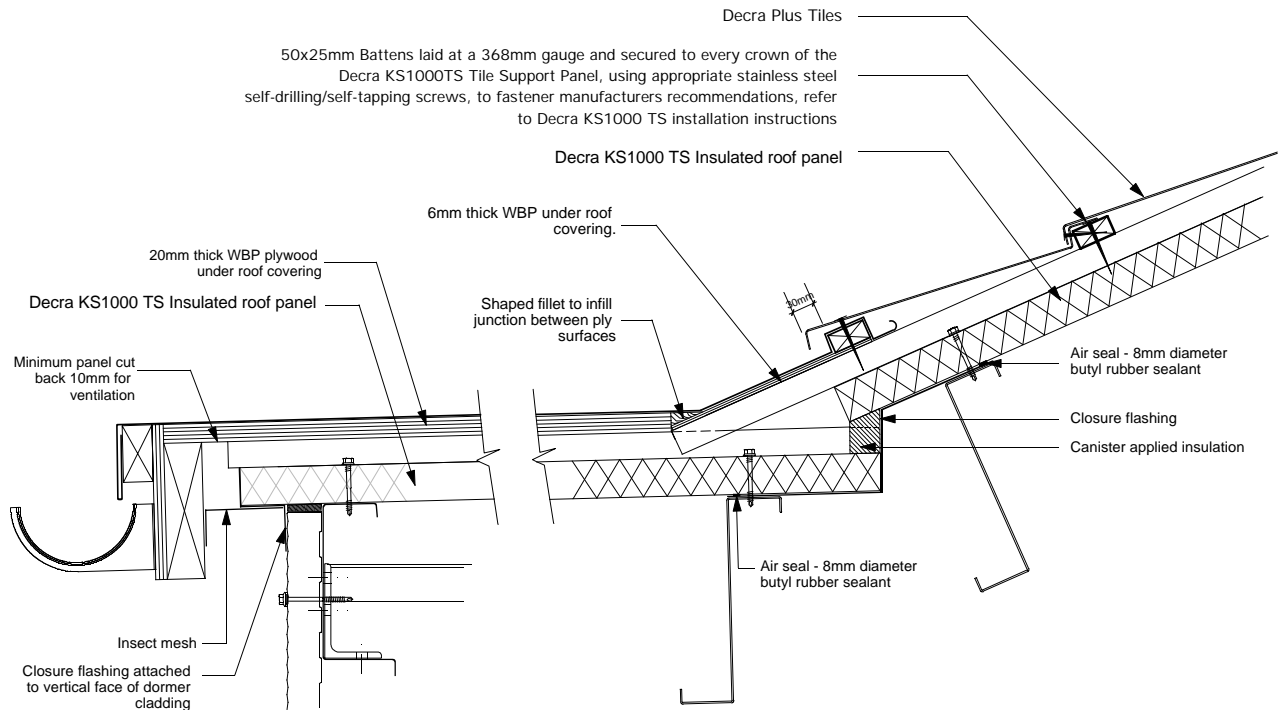 Decra Plus Tiles
50x25mm Battens laid at a 368mm gauge and secured to every crown of the
Decra KS1000TS Tile Support Panel, using appropriate stainless steel
self-drilling/self-tapping screws, to fastener manufacturers recommendations, refer
to Decra KS1000 TS installation instructions
Decra KS1000 TS Insulated roof panel
6mm thick WBP under roof
covering.
20mm thick WBP plywood
under roof covering
Decra KS1000 TS Insulated roof panel
Shaped fillet to infill
junction between ply
surfaces
30mm
Minimum panel cut
back 10mm for
ventilation
Air seal - 8mm diameter
butyl rubber sealant
Closure flashing
Canister applied insulation
Air seal - 8mm diameter
butyl rubber sealant
Insect mesh
Closure flashing attached
to vertical face of dormer
cladding